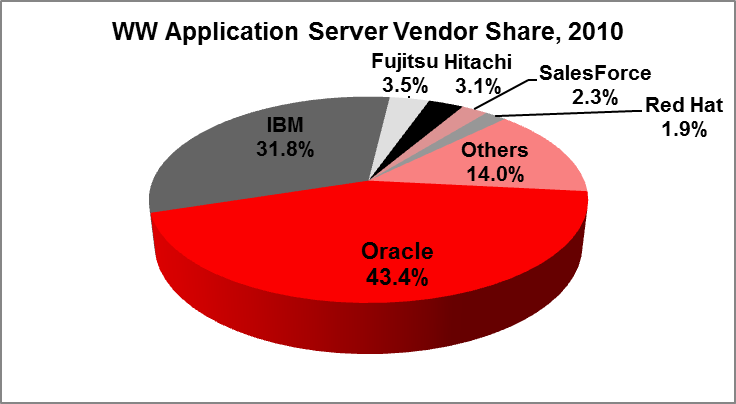 WW Application Server Vendor Share, 2010
Fujitsu
3.5%
Hitachi
3.1%
SalesForce
2.3%
Red Hat
1.9%
IBM
31.8%
Others
14.0%
Oracle
43.4%